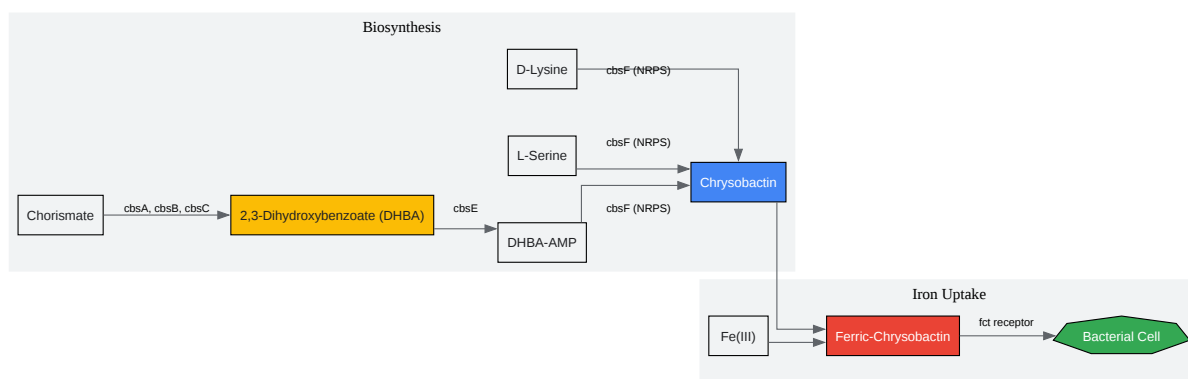 Biosynthesis
D-Lysine
cbsF (NRPS)
L-Serine
cbsF (NRPS)
Chrysobactin
Chorismate
cbsA, cbsB, cbsC
2,3-Dihydroxybenzoate (DHBA)
cbsE
DHBA-AMP
cbsF (NRPS)
Iron Uptake
Fe(III)
Ferric-Chrysobactin
fct receptor
Bacterial Cell